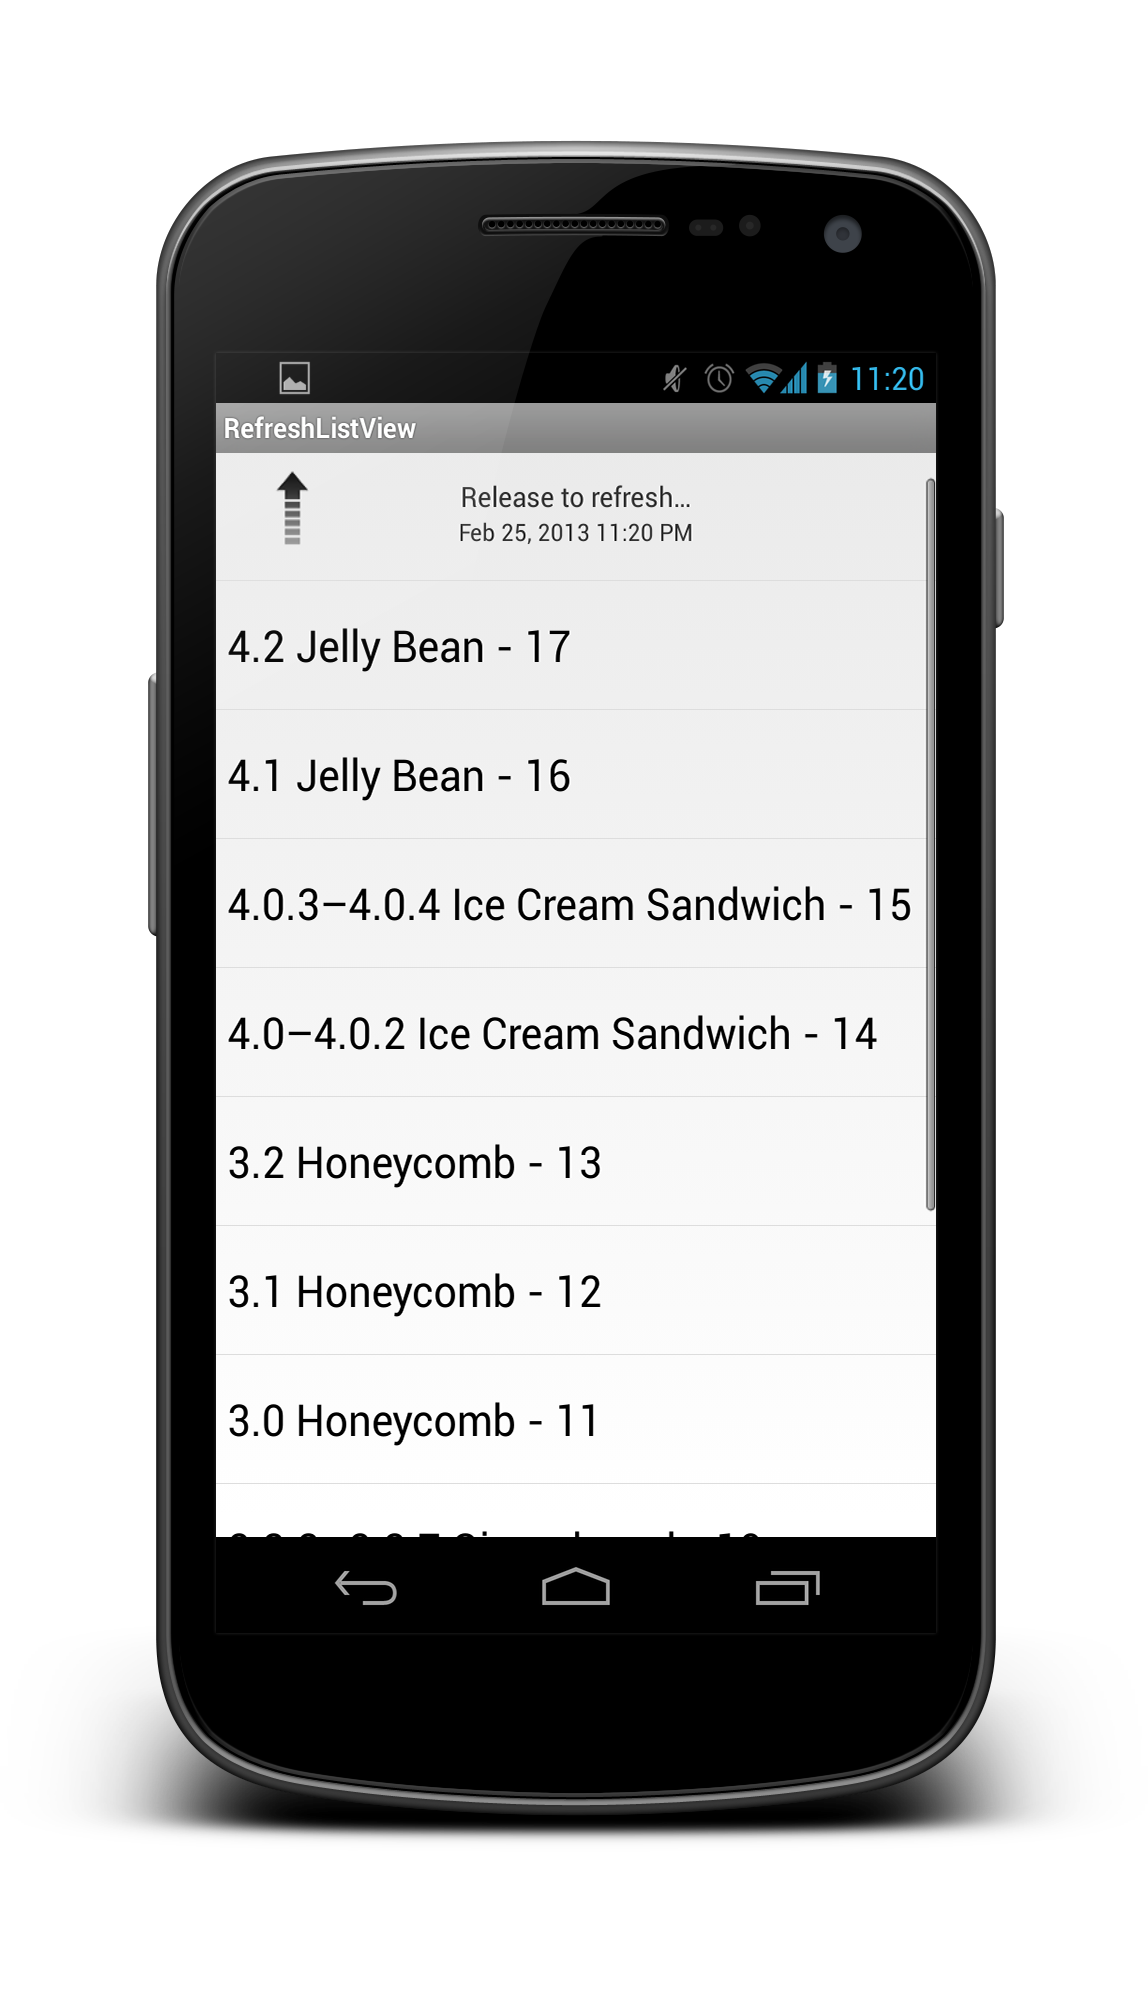 11:20
RefreshListView
Release to refresh...
Feb 25, 2013 11:20 PM
4.2 Jelly Bean - 17
4.1 Jelly Bean - 16
4.0.3–4.0.4 Ice Cream Sandwich - 15
4.0–4.0.2 Ice Cream Sandwich - 14
3.2 Honeycomb - 13
3.1 Honeycomb - 12
3.0 Honeycomb - 11